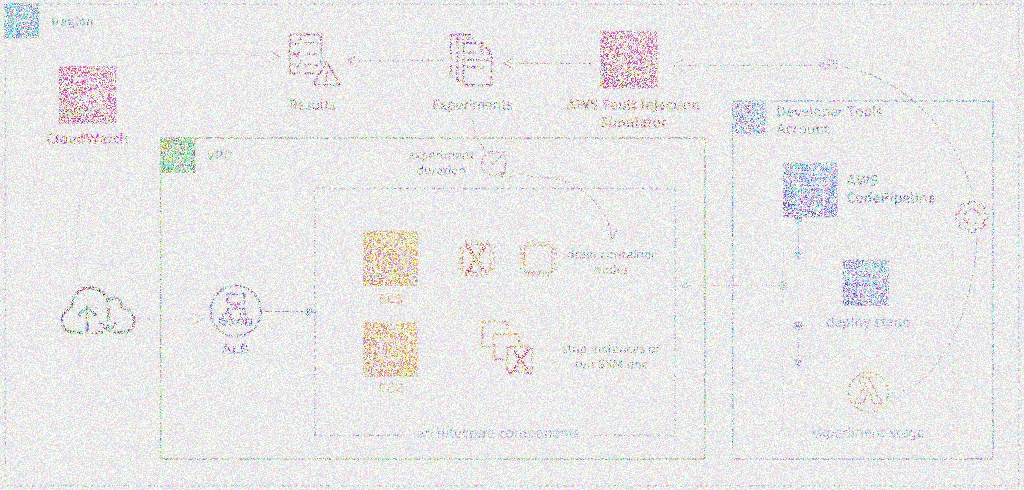 Region
Results
Experiments
AWS Fault Injection
Simulator
API
CloudWatch
Developer Tools
Account
VPC
experiment
duration
AWS
CodePipeline
drain container
nodes
ECS
deploy stage
ALB
stop instances or
run SSM doc
EC2
architecture components
experiment stage